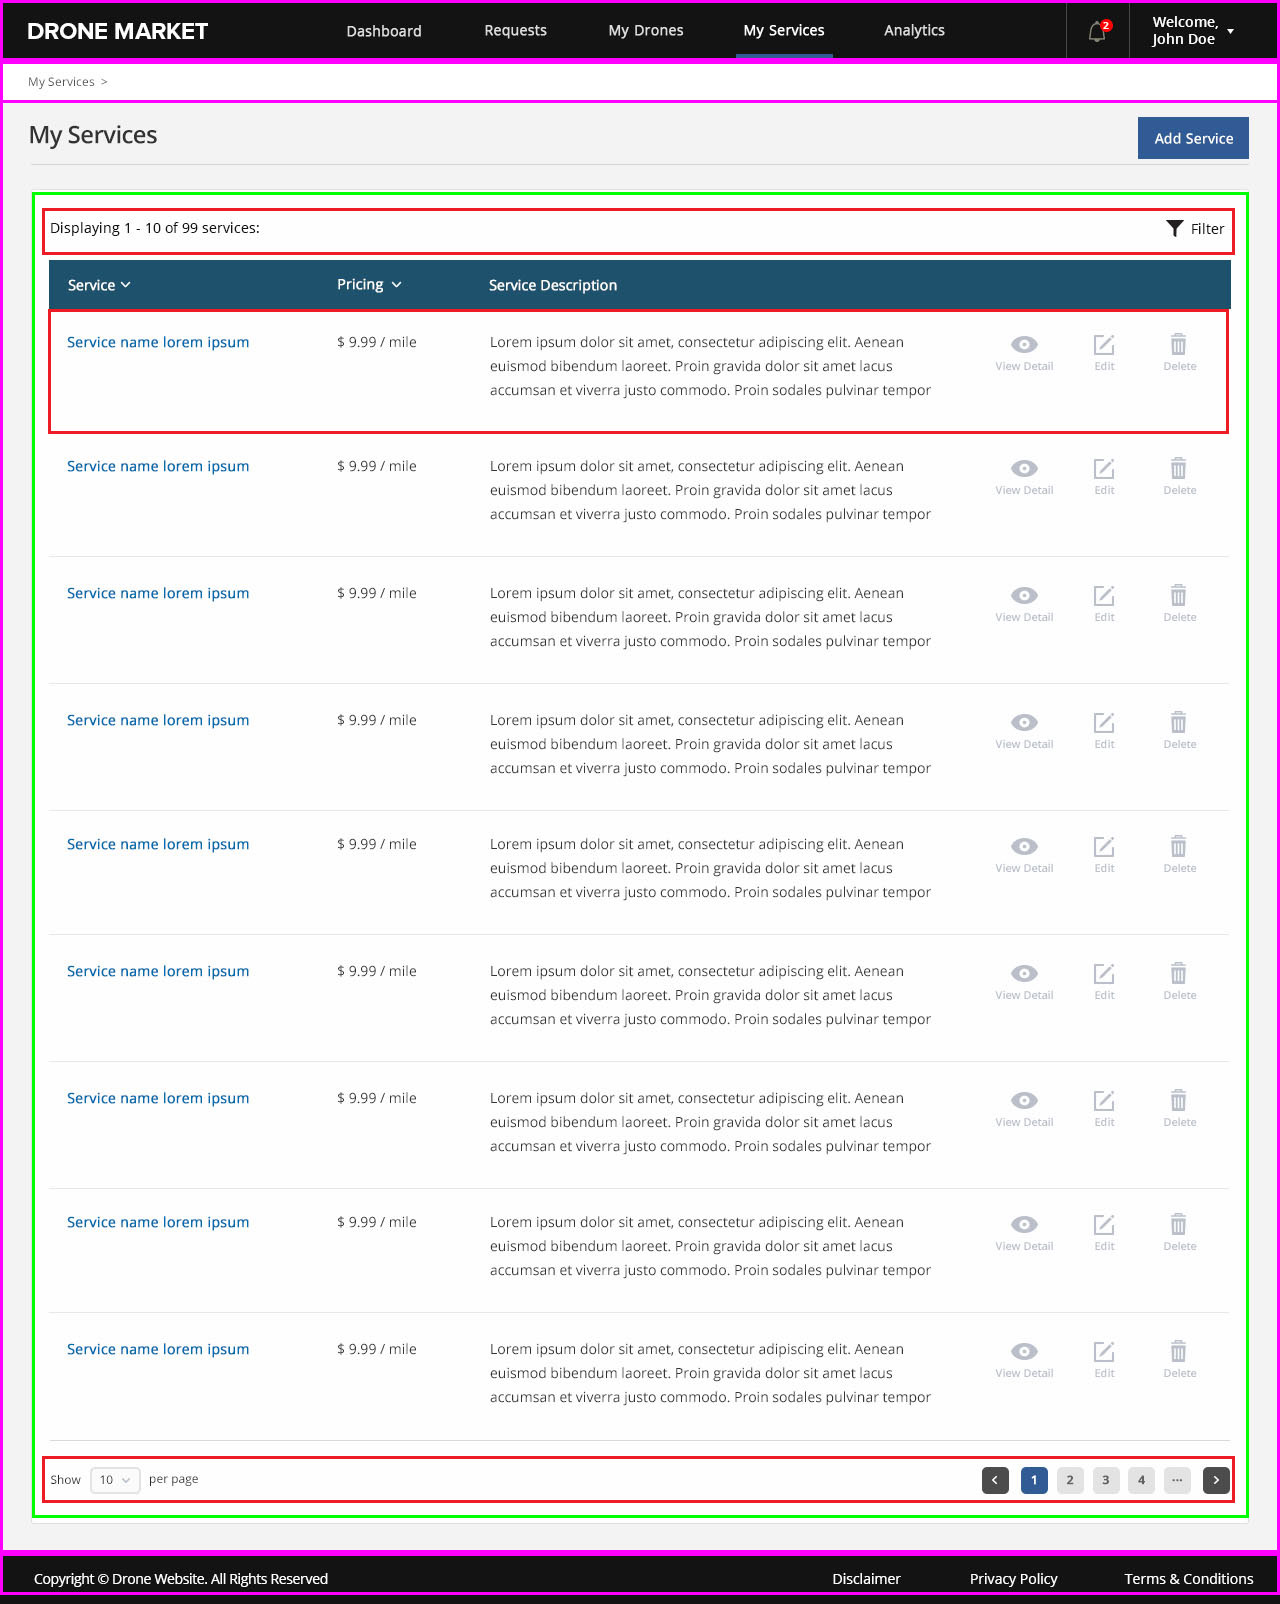 DRONE MARKET
Dashboard
Requests
My Drones
My Services
Analytics
2
Welcome,
John Doe
My Services >
My Services
Add Service
Displaying 1 - 10 of 99 services:
Filter
Service
Pricing
Service Description
Service name lorem ipsum
$ 9.99 / mile
Lorem ipsum dolor sit amet, consectetur adipiscing elit. Aenean
euismod bibendum laoreet. Proin gravida dolor sit amet lacus
accumsan et viverra justo commodo. Proin sodales pulvinar tempor
View Detail
Edit
Delete
Service name lorem ipsum
$ 9.99 / mile
Lorem ipsum dolor sit amet, consectetur adipiscing elit. Aenean
euismod bibendum laoreet. Proin gravida dolor sit amet lacus
accumsan et viverra justo commodo. Proin sodales pulvinar tempor
View Detail
Edit
Delete
Service name lorem ipsum
$ 9.99 / mile
Lorem ipsum dolor sit amet, consectetur adipiscing elit. Aenean
euismod bibendum laoreet. Proin gravida dolor sit amet lacus
accumsan et viverra justo commodo. Proin sodales pulvinar tempor
View Detail
Edit
Delete
Service name lorem ipsum
$ 9.99 / mile
Lorem ipsum dolor sit amet, consectetur adipiscing elit. Aenean
euismod bibendum laoreet. Proin gravida dolor sit amet lacus
accumsan et viverra justo commodo. Proin sodales pulvinar tempor
View Detail
Edit
Delete
Service name lorem ipsum
$ 9.99 / mile
Lorem ipsum dolor sit amet, consectetur adipiscing elit. Aenean
euismod bibendum laoreet. Proin gravida dolor sit amet lacus
accumsan et viverra justo commodo. Proin sodales pulvinar tempor
View Detail
Edit
Delete
Service name lorem ipsum
$ 9.99 / mile
Lorem ipsum dolor sit amet, consectetur adipiscing elit. Aenean
euismod bibendum laoreet. Proin gravida dolor sit amet lacus
accumsan et viverra justo commodo. Proin sodales pulvinar tempor
View Detail
Edit
Delete
Service name lorem ipsum
$ 9.99 / mile
Lorem ipsum dolor sit amet, consectetur adipiscing elit. Aenean
euismod bibendum laoreet. Proin gravida dolor sit amet lacus
accumsan et viverra justo commodo. Proin sodales pulvinar tempor
View Detail
Edit
Delete
Service name lorem ipsum
$ 9.99 / mile
Lorem ipsum dolor sit amet, consectetur adipiscing elit. Aenean
euismod bibendum laoreet. Proin gravida dolor sit amet lacus
accumsan et viverra justo commodo. Proin sodales pulvinar tempor
View Detail
Edit
Delete
Service name lorem ipsum
$ 9.99 / mile
Lorem ipsum dolor sit amet, consectetur adipiscing elit. Aenean
euismod bibendum laoreet. Proin gravida dolor sit amet lacus
accumsan et viverra justo commodo. Proin sodales pulvinar tempor
View Detail
Edit
Delete
Show 10 per page
< 1 2 3 4 ... >
Copyright © Drone Website. All Rights Reserved
Disclaimer
Privacy Policy
Terms & Conditions